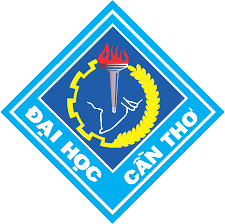 ĐẠI HỌC
CẦN THƠ